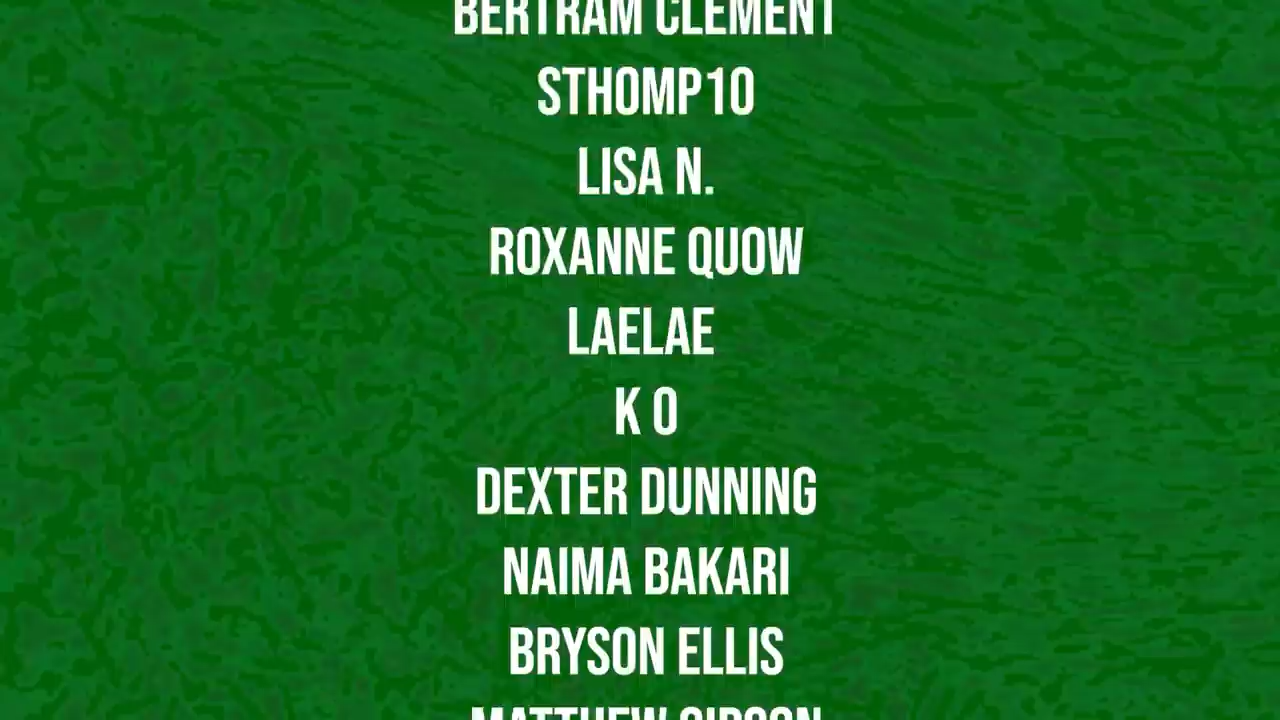 BERTRAM CLEMENT
STHOMP10
LISA N.
ROXANNE QUOW
LAELAE
K O
DEXTER DUNNING
NAIMA BAKARI
BRYSON ELLIS
MATTHEW GIBSON